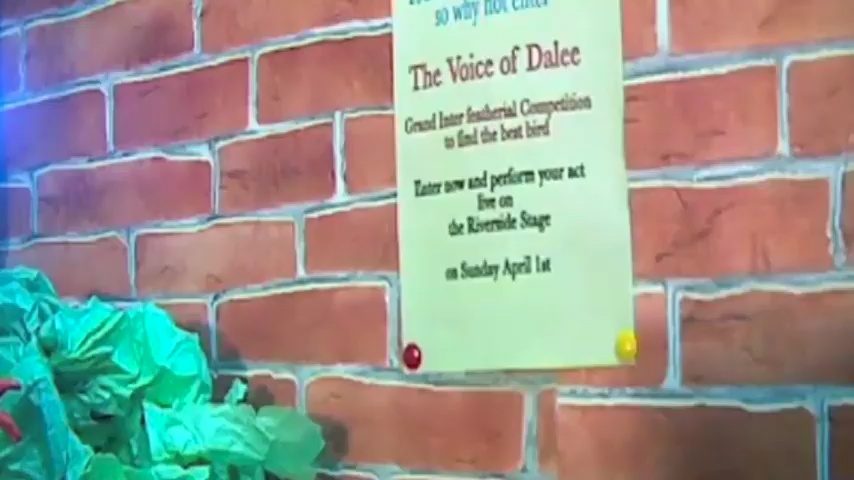 so why not enter
The Voice of Dalee
Grand Inter featherial Competition
to find the best bird
Enter now and perform your act
live on
the Riverside Stage
on Sunday April 1st